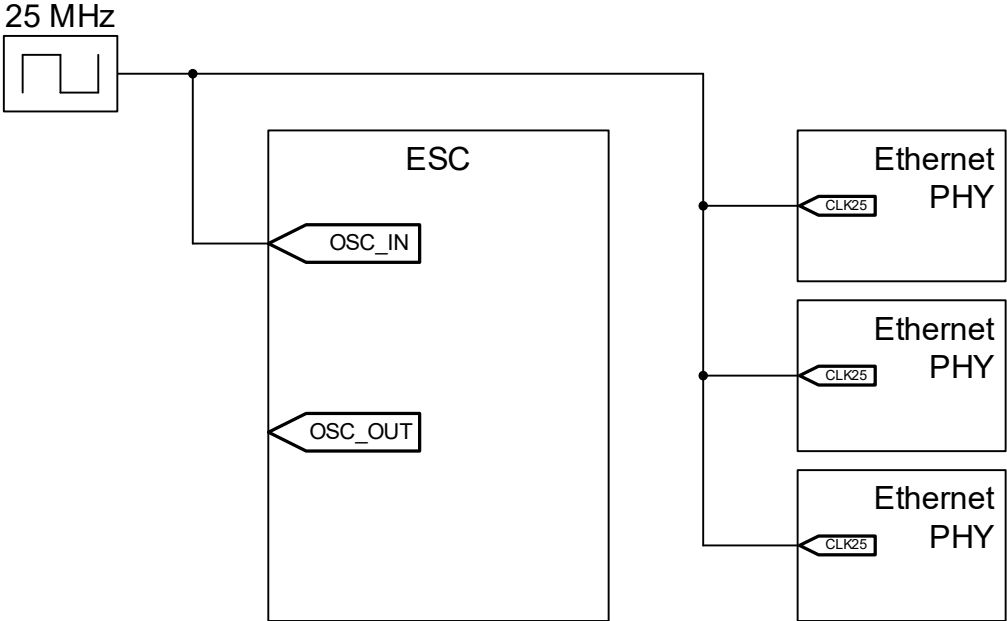 25 MHz
ESC
OSC_IN
OSC_OUT
Ethernet
PHY
CLK25
Ethernet
PHY
CLK25
Ethernet
PHY
CLK25